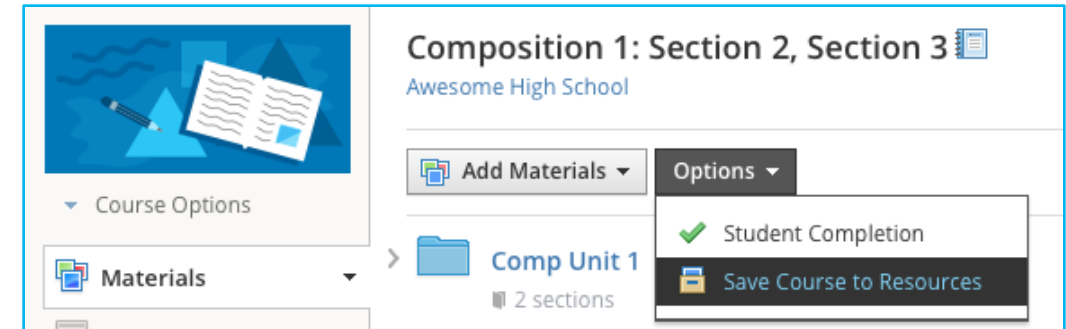 Composition 1: Section 2, Section 3
Awesome High School
Add Materials
Options
Course Options
Student Completion
Materials
Comp Unit 1
Save Course to Resources
2 sections